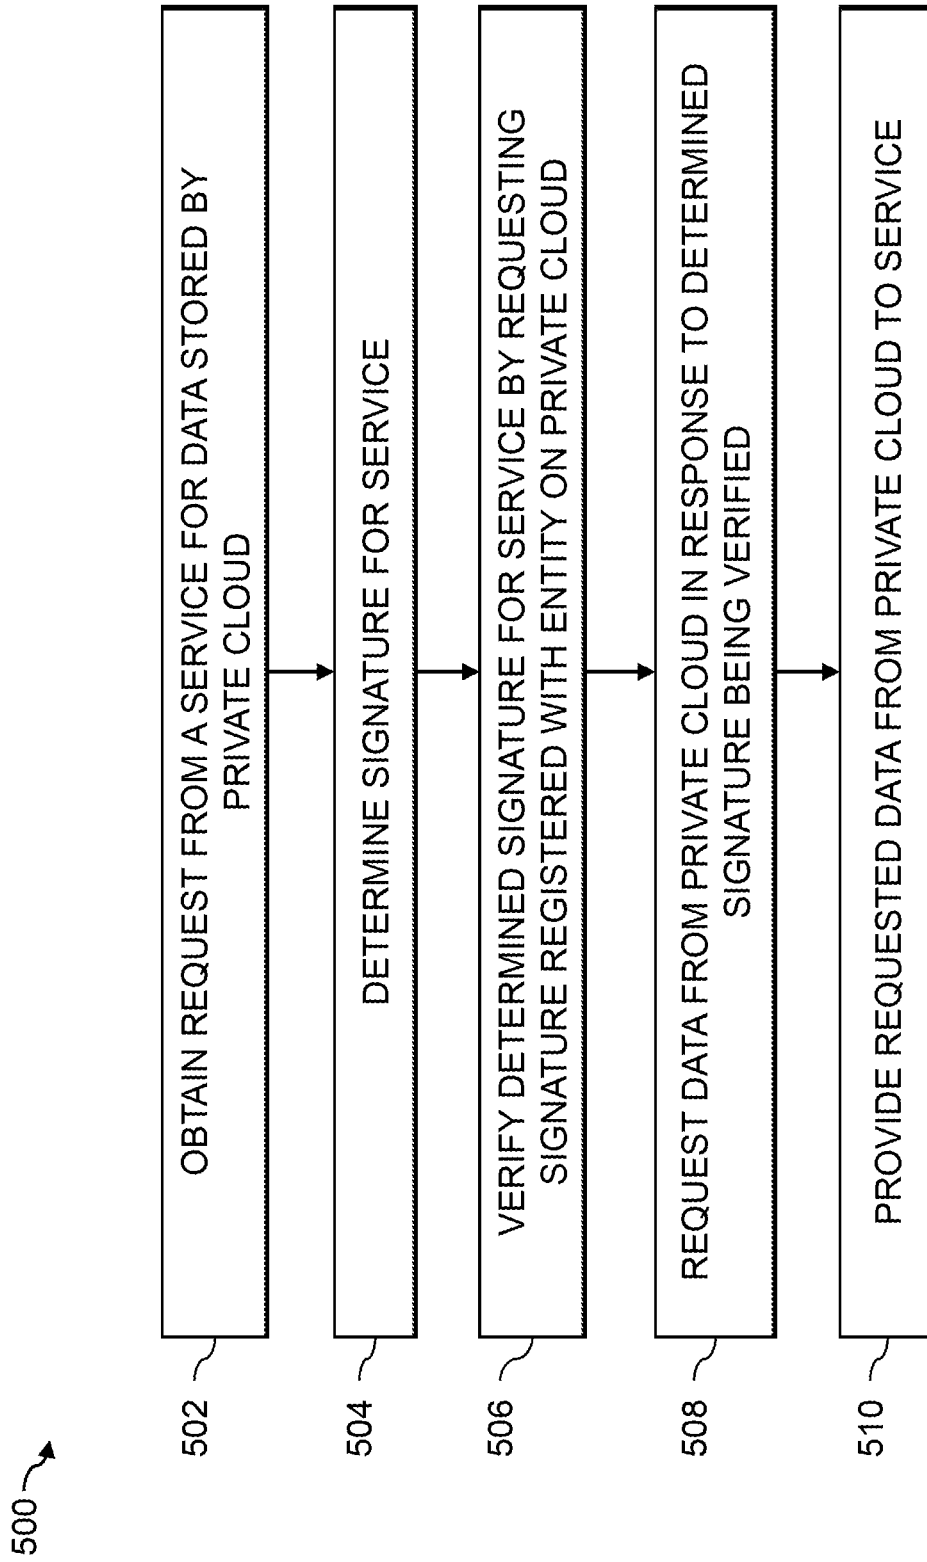 500
502
OBTAIN REQUEST FROM A SERVICE FOR DATA STORED BY
PRIVATE CLOUD
504
DETERMINE SIGNATURE FOR SERVICE
506
VERIFY DETERMINED SIGNATURE FOR SERVICE BY REQUESTING
SIGNATURE REGISTERED WITH ENTITY ON PRIVATE CLOUD
508
REQUEST DATA FROM PRIVATE CLOUD IN RESPONSE TO DETERMINED
SIGNATURE BEING VERIFIED
510
PROVIDE REQUESTED DATA FROM PRIVATE CLOUD TO SERVICE